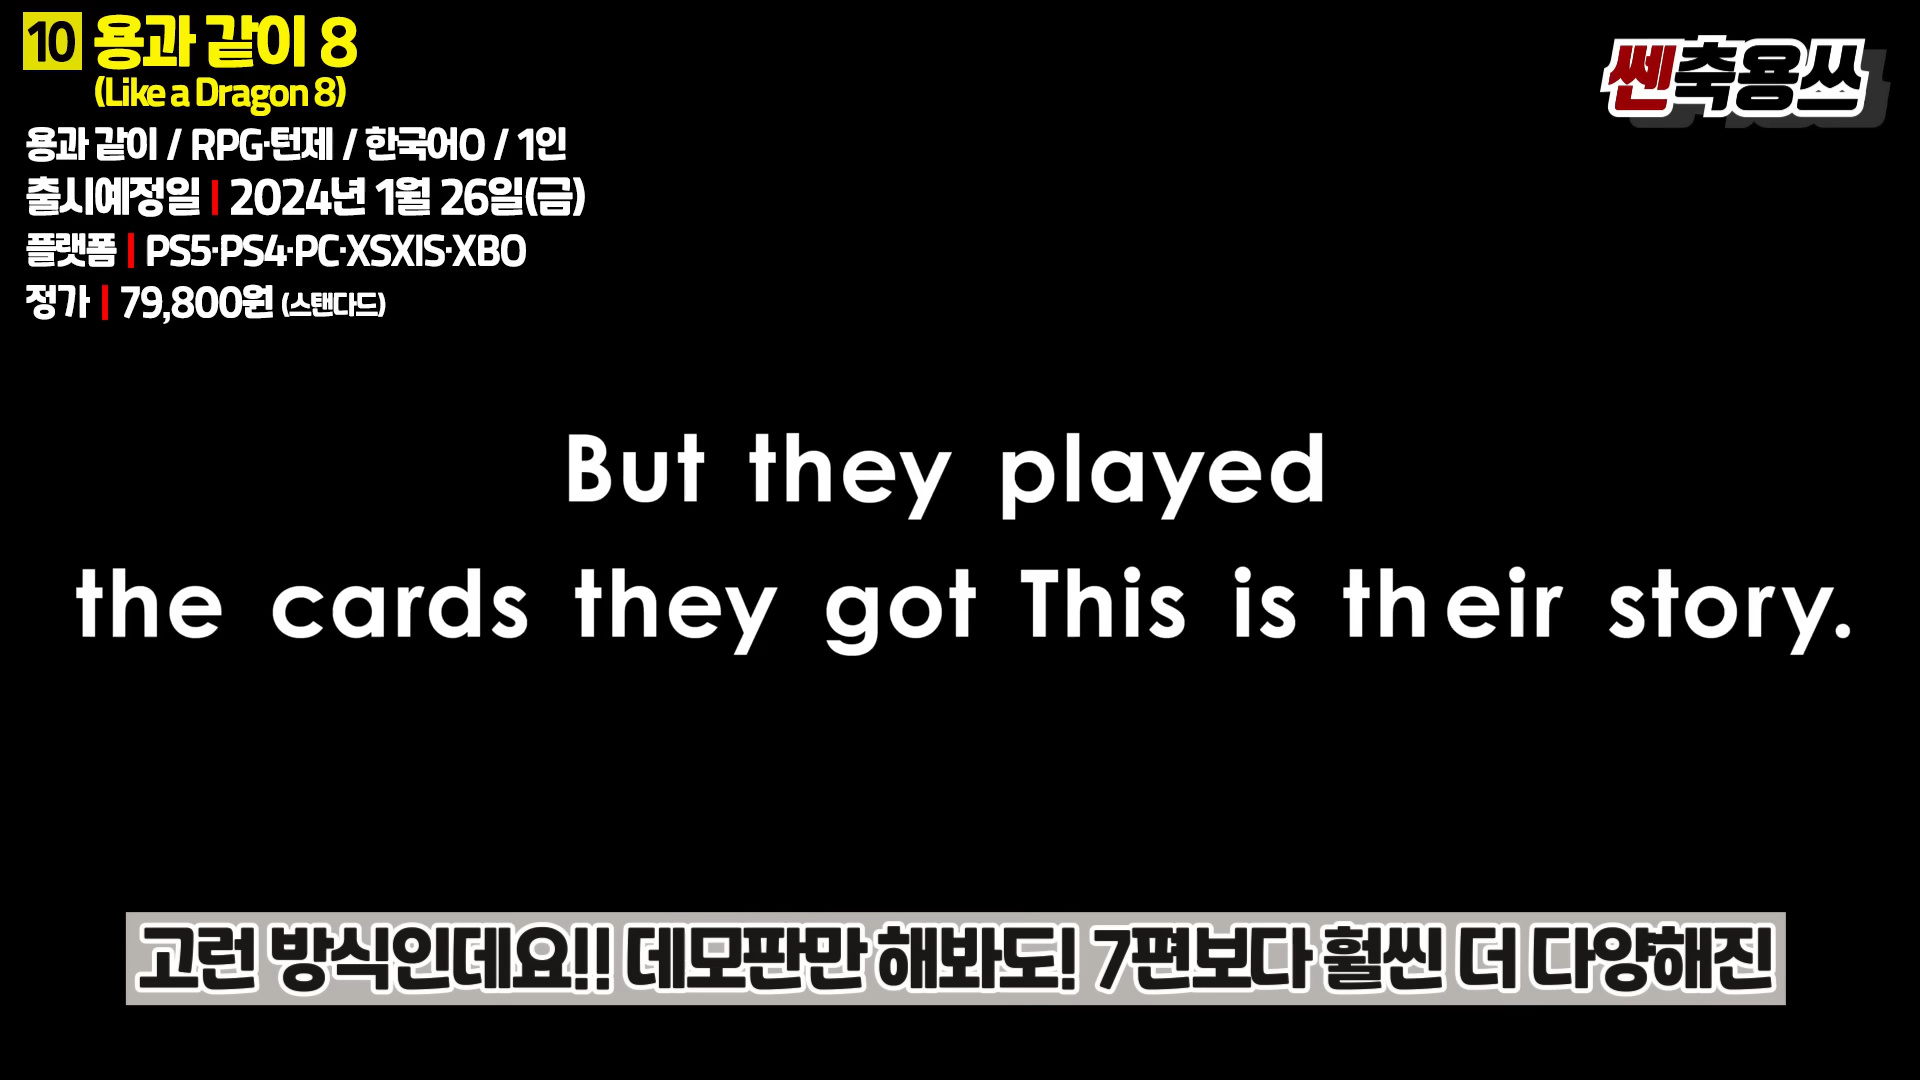 10 용과 같이 8
(Like a Dragon 8)
용과 같이 / RPG·턴제 / 한국어O / 1인
출시예정일 | 2024년 1월 26일(금)
플랫폼 | PS5·PS4·PC·XSXIS·XBO
정가 | 79,800원 (스탠다드)
쎈축용쓰
But they played
the cards they got This is their story.
고런 방식인데요!! 데모판만 해봐도! 7편보다 훨씬 더 다양해진